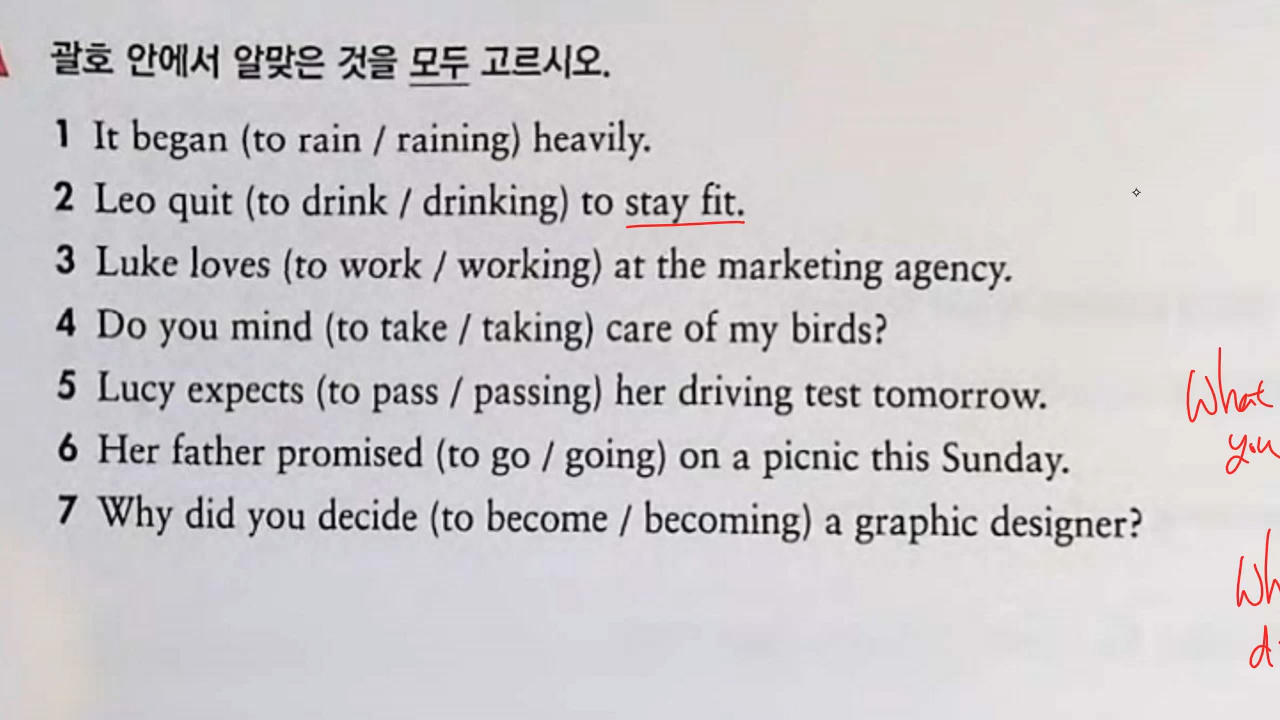 괄호 안에서 알맞은 것을 모두 고르시오.
1 It began (to rain / raining) heavily.
2 Leo quit (to drink / drinking) to stay fit.
3 Luke loves (to work / working) at the marketing agency.
4 Do you mind (to take / taking) care of my birds?
5 Lucy expects (to pass / passing) her driving test tomorrow.
6 Her father promised (to go / going) on a picnic this Sunday.
7 Why did you decide (to become / becoming) a graphic designer?
What
you